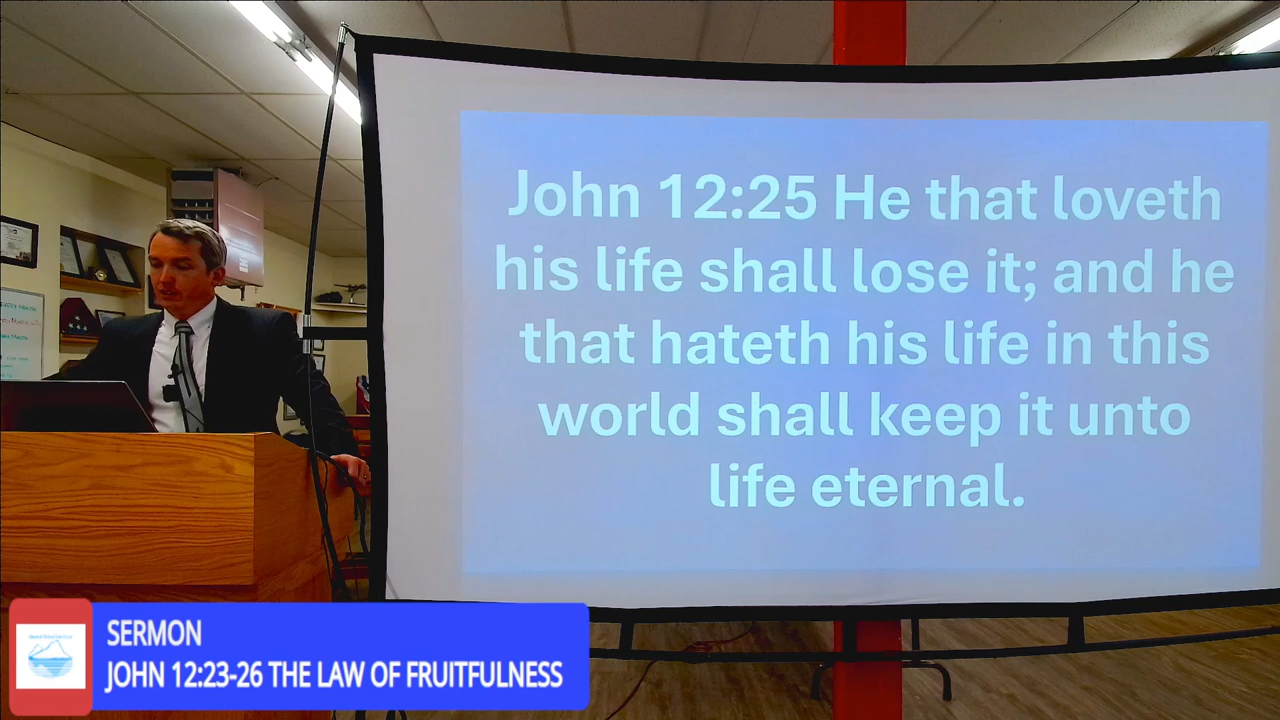 John 12:25 He that loveth
his life shall lose it; and he
that hateth his life in this
world shall keep it unto
life eternal.
SERMON
JOHN 12:23-26 THE LAW OF FRUITFULNESS